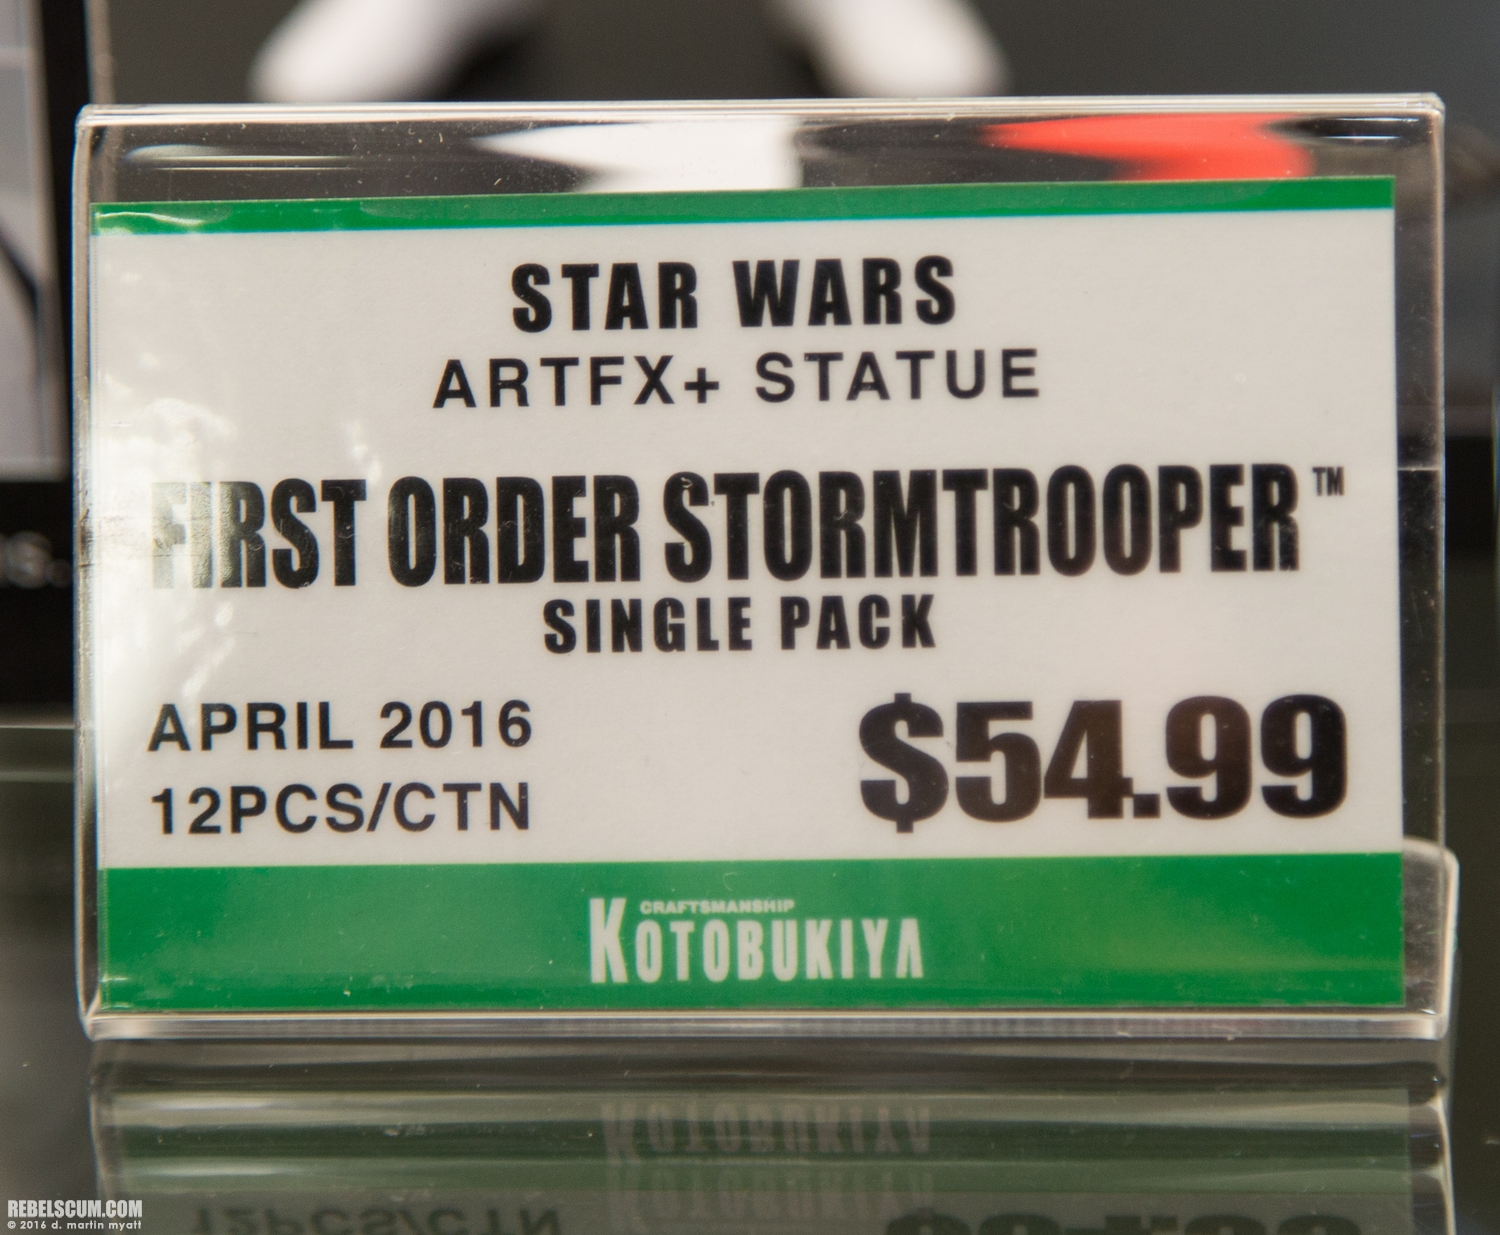 STAR WARS
ARTFX+ STATUE
FIRST ORDER STORMTROOPER™
SINGLE PACK
APRIL 2016
$54.99
12PCS/CTN
CRAFTSMANSHIP
KOTOBUKIYA
REBELSCUM.COM
© 2016 d. martin myatt